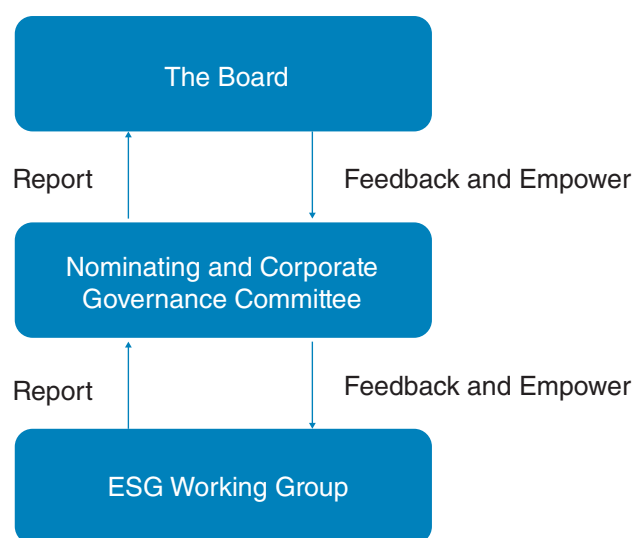 The Board
Report
Feedback and Empower
Nominating and Corporate
Governance Committee
Report
Feedback and Empower
ESG Working Group